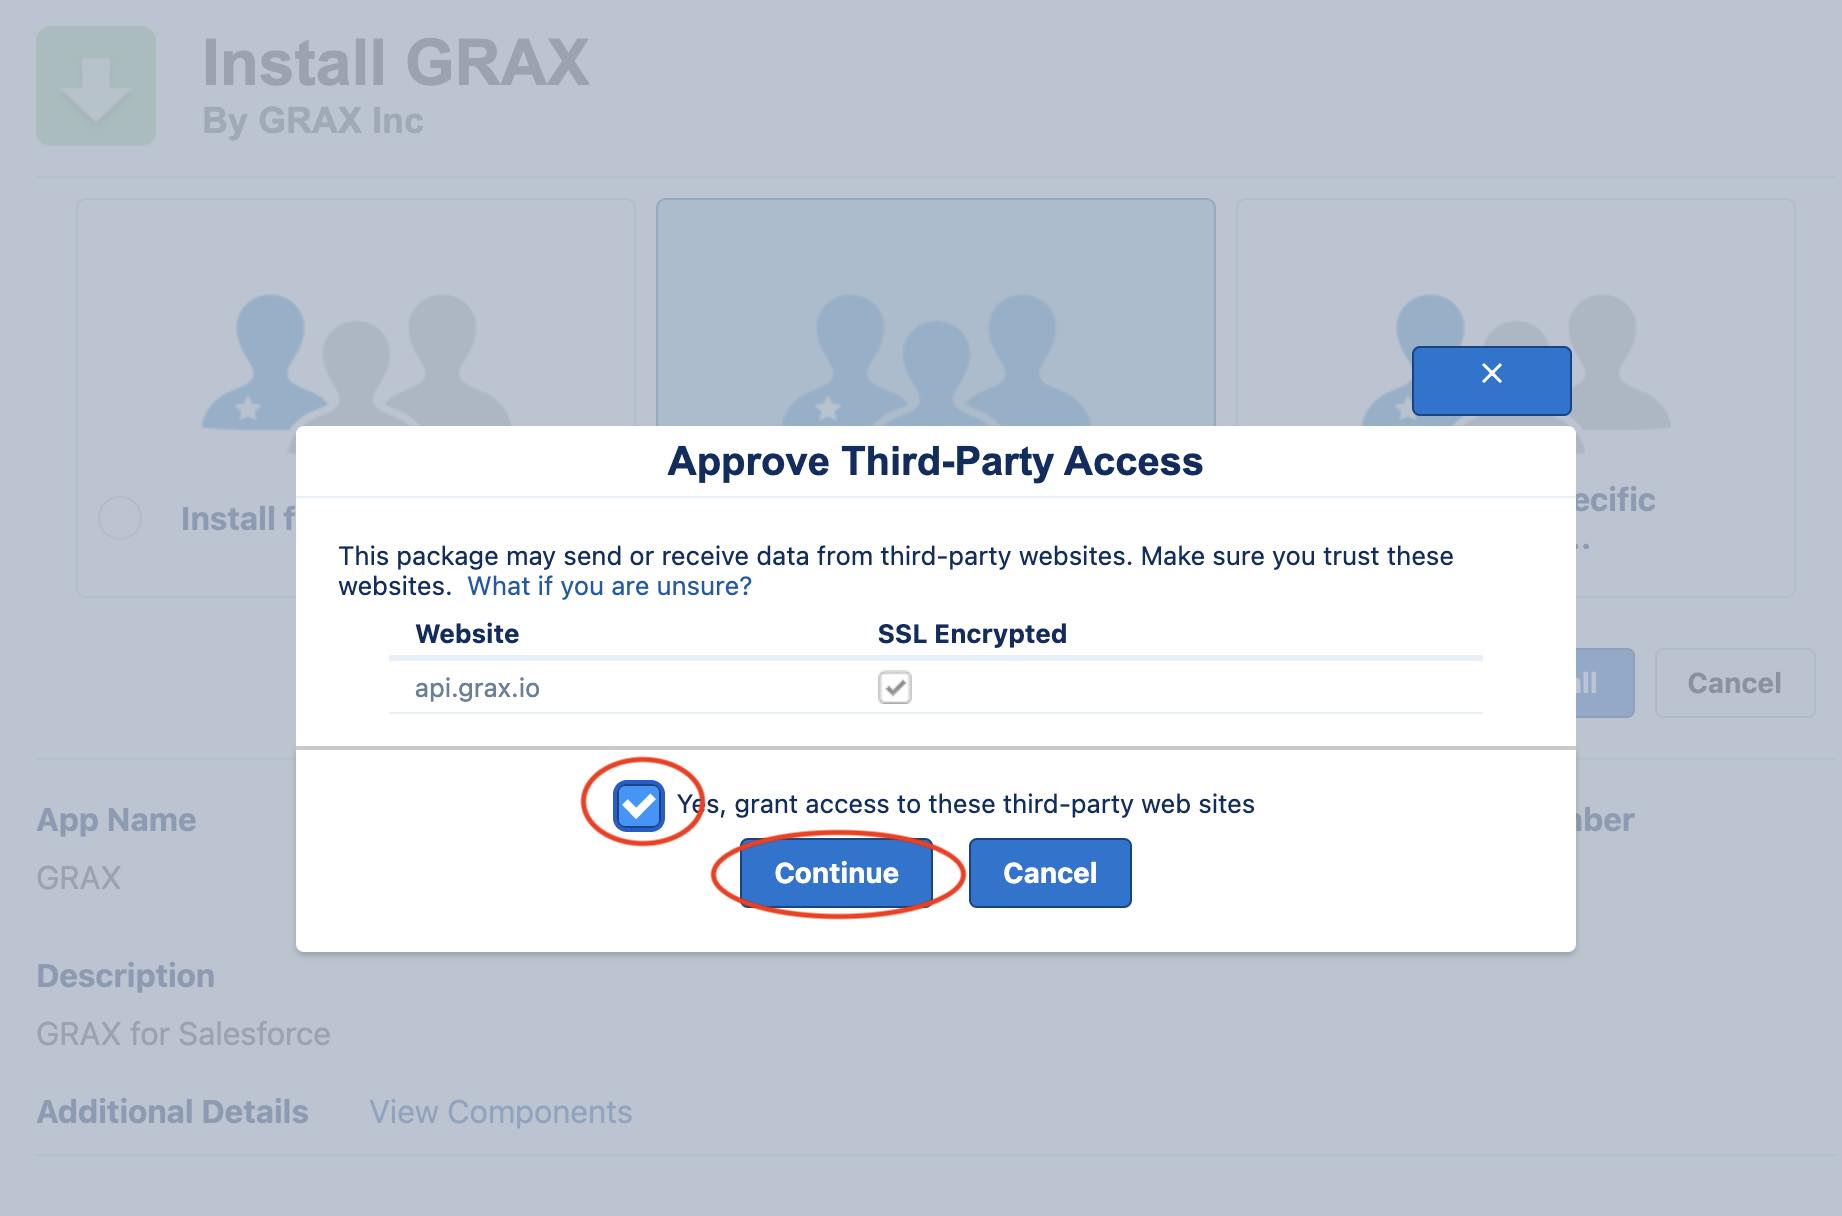 Install GRAX
By GRAX Inc
Install f
ecific
Approve Third-Party Access
This package may send or receive data from third-party websites. Make sure you trust these
websites. What if you are unsure?
Website SSL Encrypted
api.grax.io
Cancel
Yes, grant access to these third-party web sites
Continue Cancel
App Name
GRAX
Description
GRAX for Salesforce
Additional Details View Components